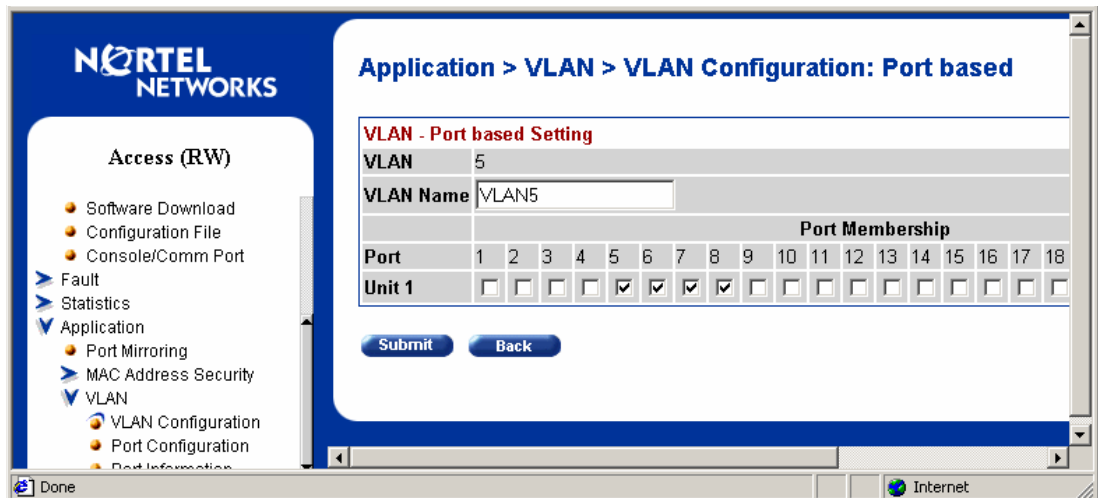 NORTEL
NETWORKS
Access (RW)
Software Download
Configuration File
Console/Comm Port
Fault
Statistics
Application
Port Mirroring
MAC Address Security
VLAN
VLAN Configuration
Port Configuration
Port Information
Application > VLAN > VLAN Configuration: Port based
VLAN - Port based Setting
VLAN 5
VLAN Name VLAN5
Port Membership
Port 1 2 3 4 5 6 7 8 9 10 11 12 13 14 15 16 17 18
Unit 1
Submit Back
Done Internet